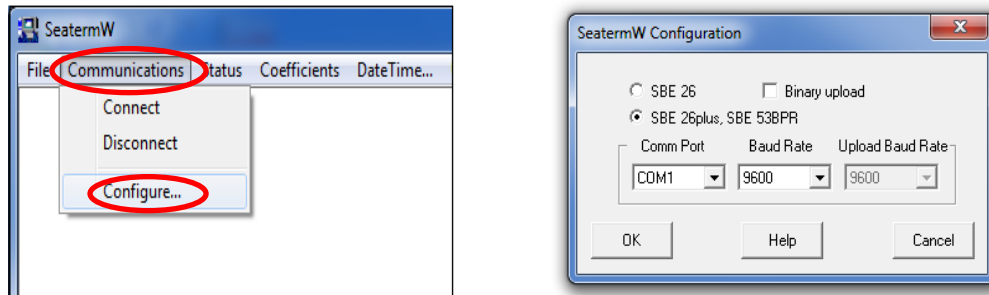 SeatermW
File Communications Status Coefficients DateTime...
Connect
Disconnect
Configure...
SeatermW Configuration
SBE 26 Binary upload
SBE 26plus, SBE 53BPR
Comm Port Baud Rate Upload Baud Rate
COM1 9600 9600
OK Help Cancel